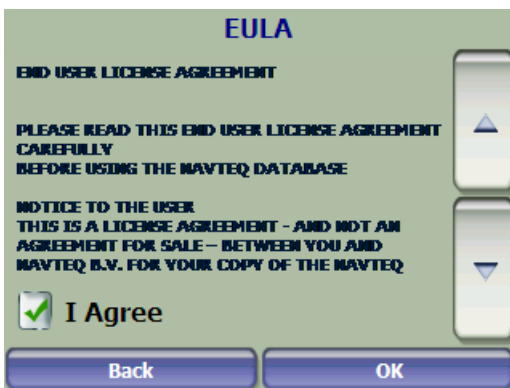 EULA
END USER LICENSE AGREEMENT
PLEASE READ THIS END USER LICENSE AGREEMENT
CAREFULLY
BEFORE USING THE NAVTEQ DATABASE
NOTICE TO THE USER
THIS IS A LICENSE AGREEMENT - AND NOT AN
AGREEMENT FOR SALE – BETWEEN YOU AND
NAVTEQ B.V. FOR YOUR COPY OF THE NAVTEQ
I Agree
Back OK